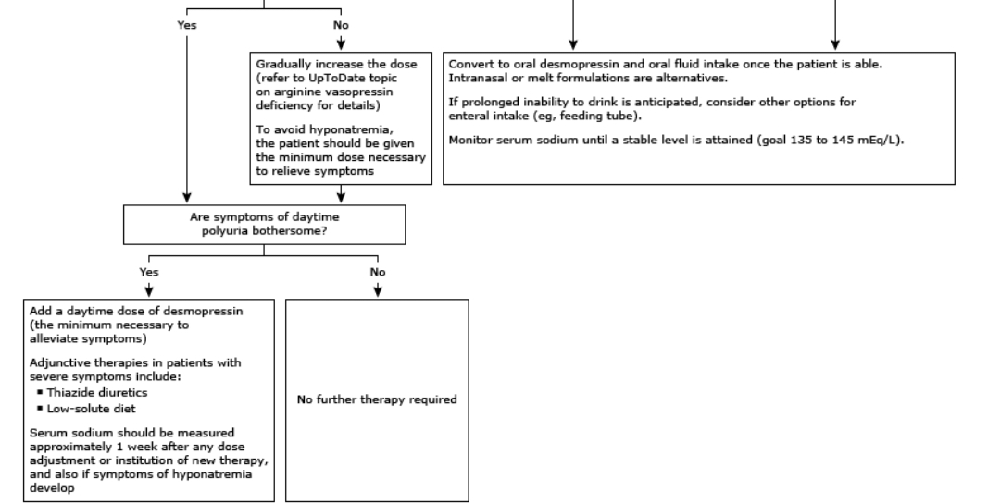 Yes
No
Gradually increase the dose
(refer to UpToDate topic
on arginine vasopressin
deficiency for details)
To avoid hyponatremia,
the patient should be given
the minimum dose necessary
to relieve symptoms
Convert to oral desmopressin and oral fluid intake once the patient is able.
Intranasal or melt formulations are alternatives.
If prolonged inability to drink is anticipated, consider other options for
enteral intake (eg, feeding tube).
Monitor serum sodium until a stable level is attained (goal 135 to 145 mEq/L).
Are symptoms of daytime
polyuria bothersome?
Yes
No
Add a daytime dose of desmopressin
(the minimum necessary to
alleviate symptoms)
Adjunctive therapies in patients with
severe symptoms include:
▪ Thiazide diuretics
▪ Low-solute diet
Serum sodium should be measured
approximately 1 week after any dose
adjustment or institution of new therapy,
and also if symptoms of hyponatremia
develop
No further therapy required